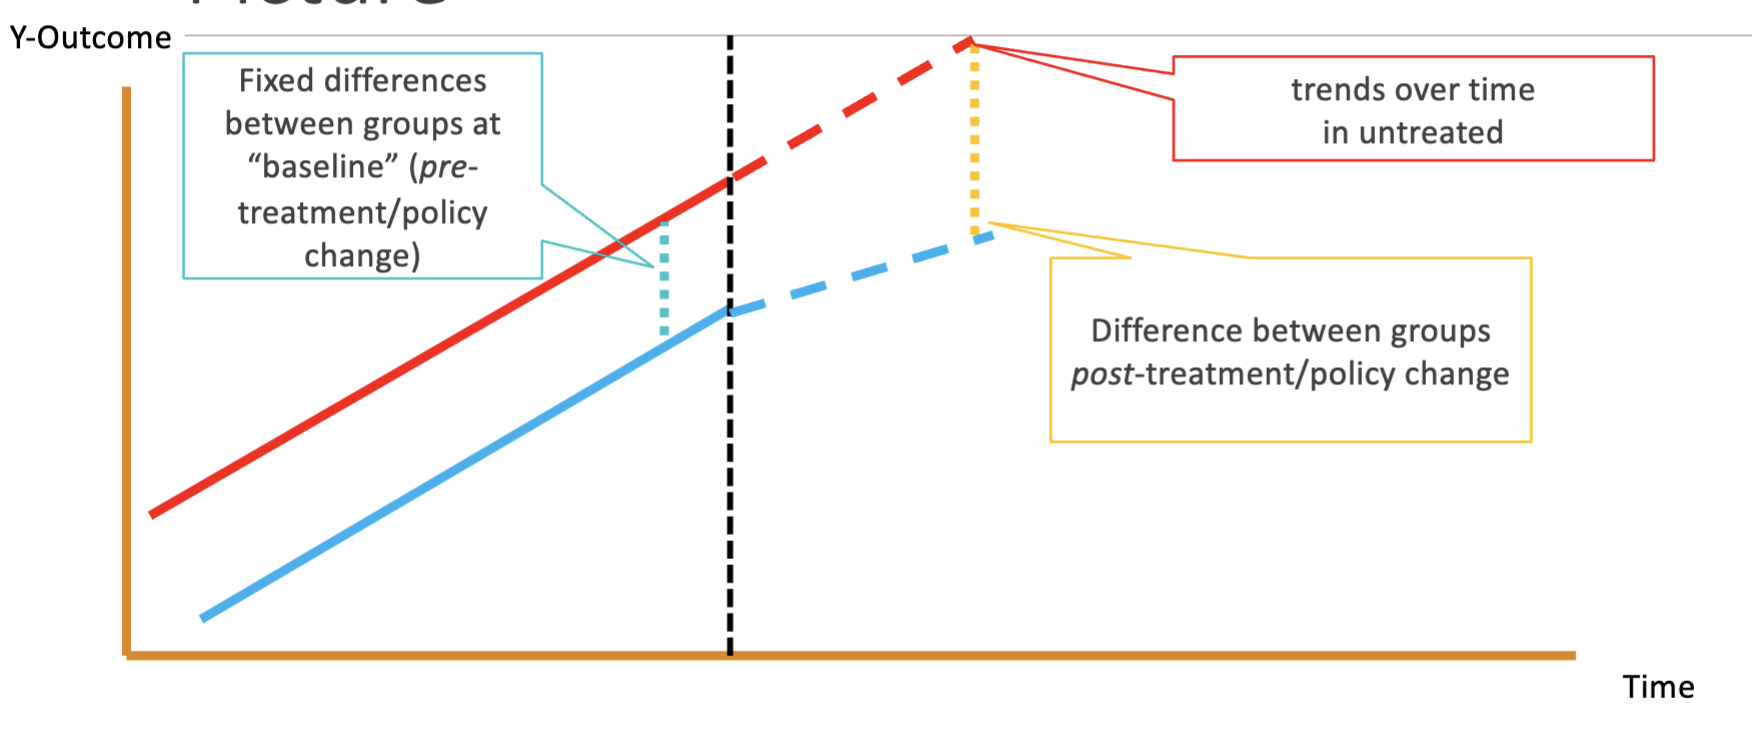 Y-Outcome
Fixed differences
between groups at
“baseline” (pre-
treatment/policy
change)
trends over time
in untreated
Difference between groups
post-treatment/policy change
Time